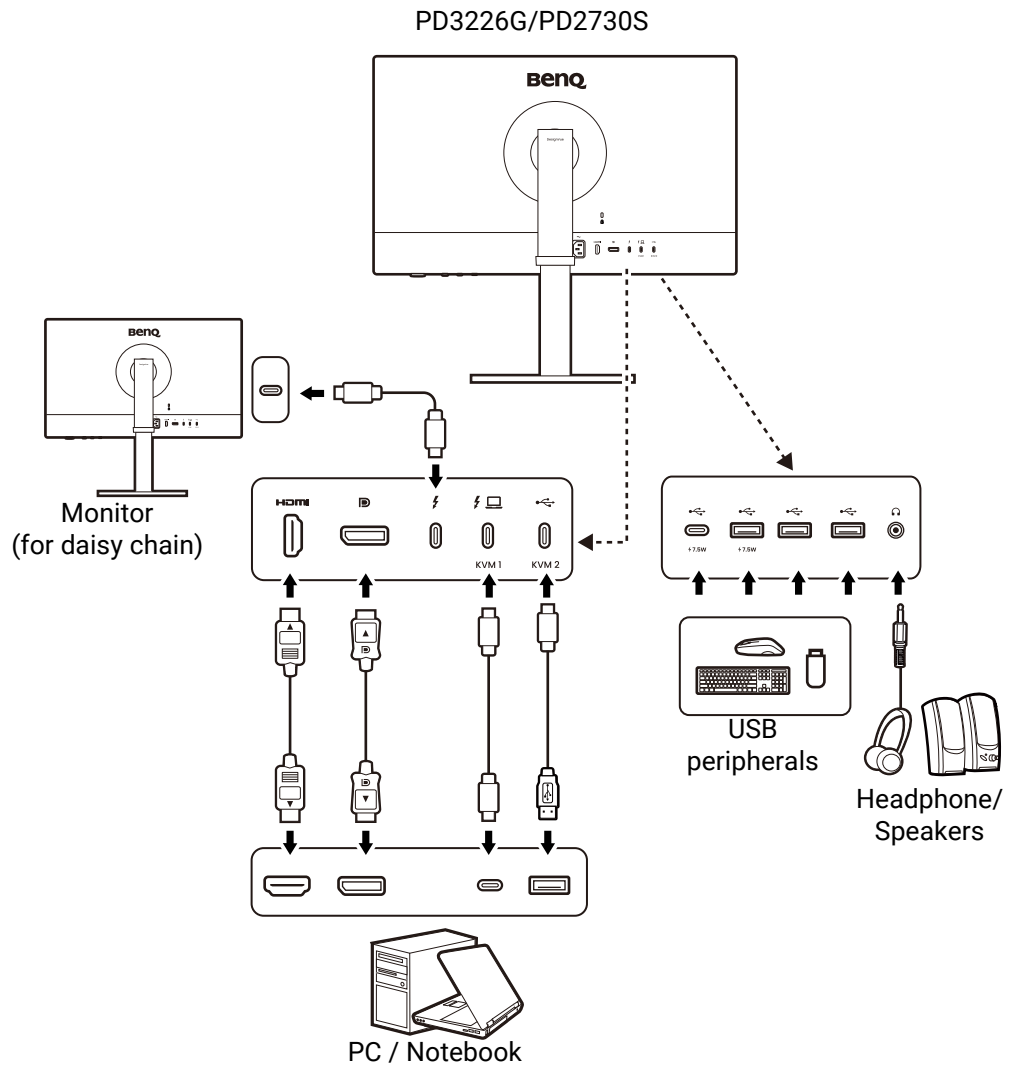 PD3226G/PD2730S
BenQ
BenQ
Monitor
(for daisy chain)
HDMI
KVM 1
KVM 2
7.5W
7.5W
USB
peripherals
Headphone/
Speakers
PC / Notebook